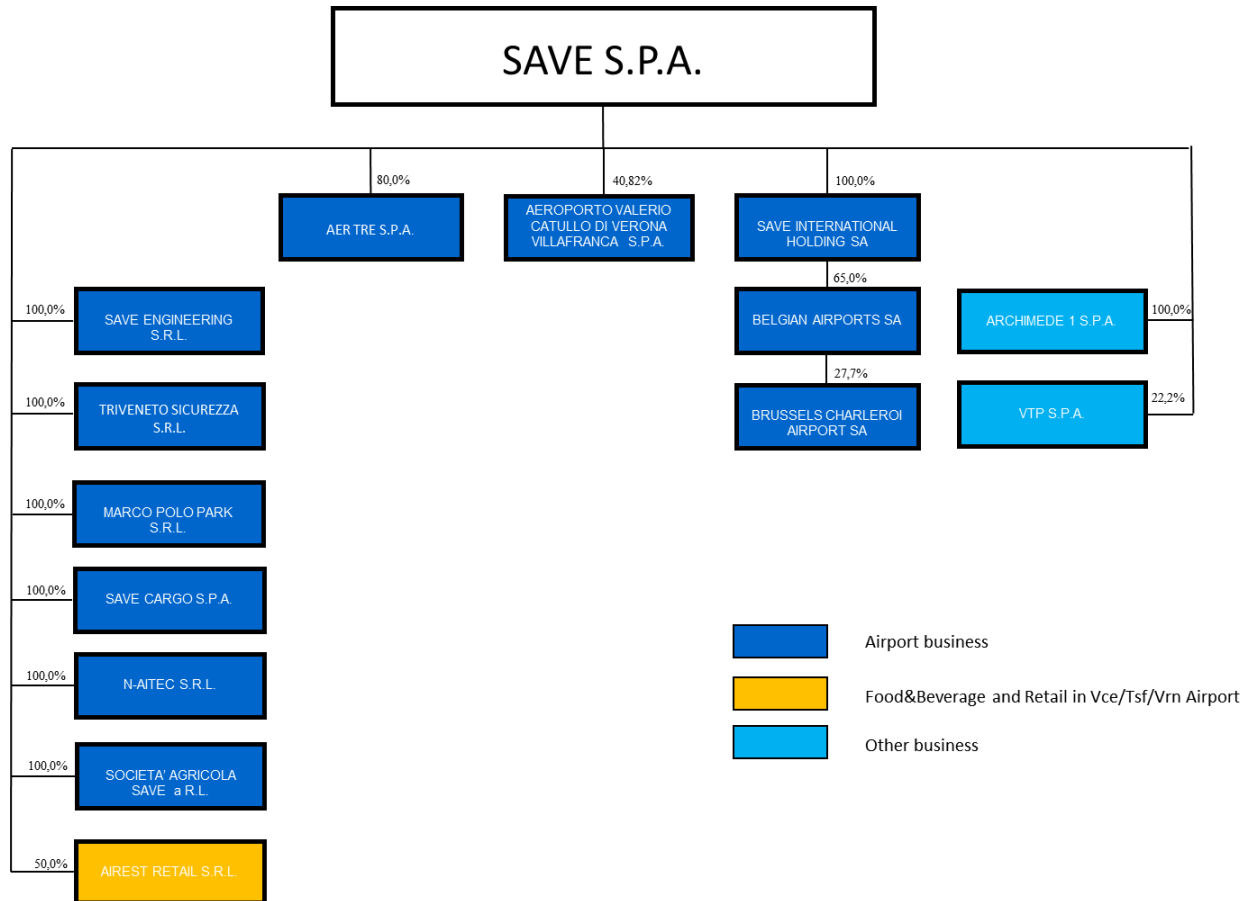 SAVE S.P.A.
80,0%
40,82%
100,0%
AER TRE S.P.A.
AEROPORTO VALERIO
CATULLO DI VERONA
VILLAFRANCA S.P.A.
SAVE INTERNATIONAL
HOLDING SA
65,0%
100,0%
SAVE ENGINEERING
S.R.L.
BELGIAN AIRPORTS SA
ARCHIMEDE 1 S.P.A.
100,0%
27,7%
100,0%
TRIVENETO SICUREZZA
S.R.L.
BRUSSELS CHARLEROI
AIRPORT SA
VTP S.P.A.
22,2%
100,0%
MARCO POLO PARK
S.R.L.
100,0%
SAVE CARGO S.P.A.
100,0%
N-AITEC S.R.L.
100,0%
SOCIETA' AGRICOLA
SAVE a R.L.
50,0%
AIREST RETAIL S.R.L.
Airport business
Food&Beverage and Retail in Vce/Tsf/Vrn Airport
Other business